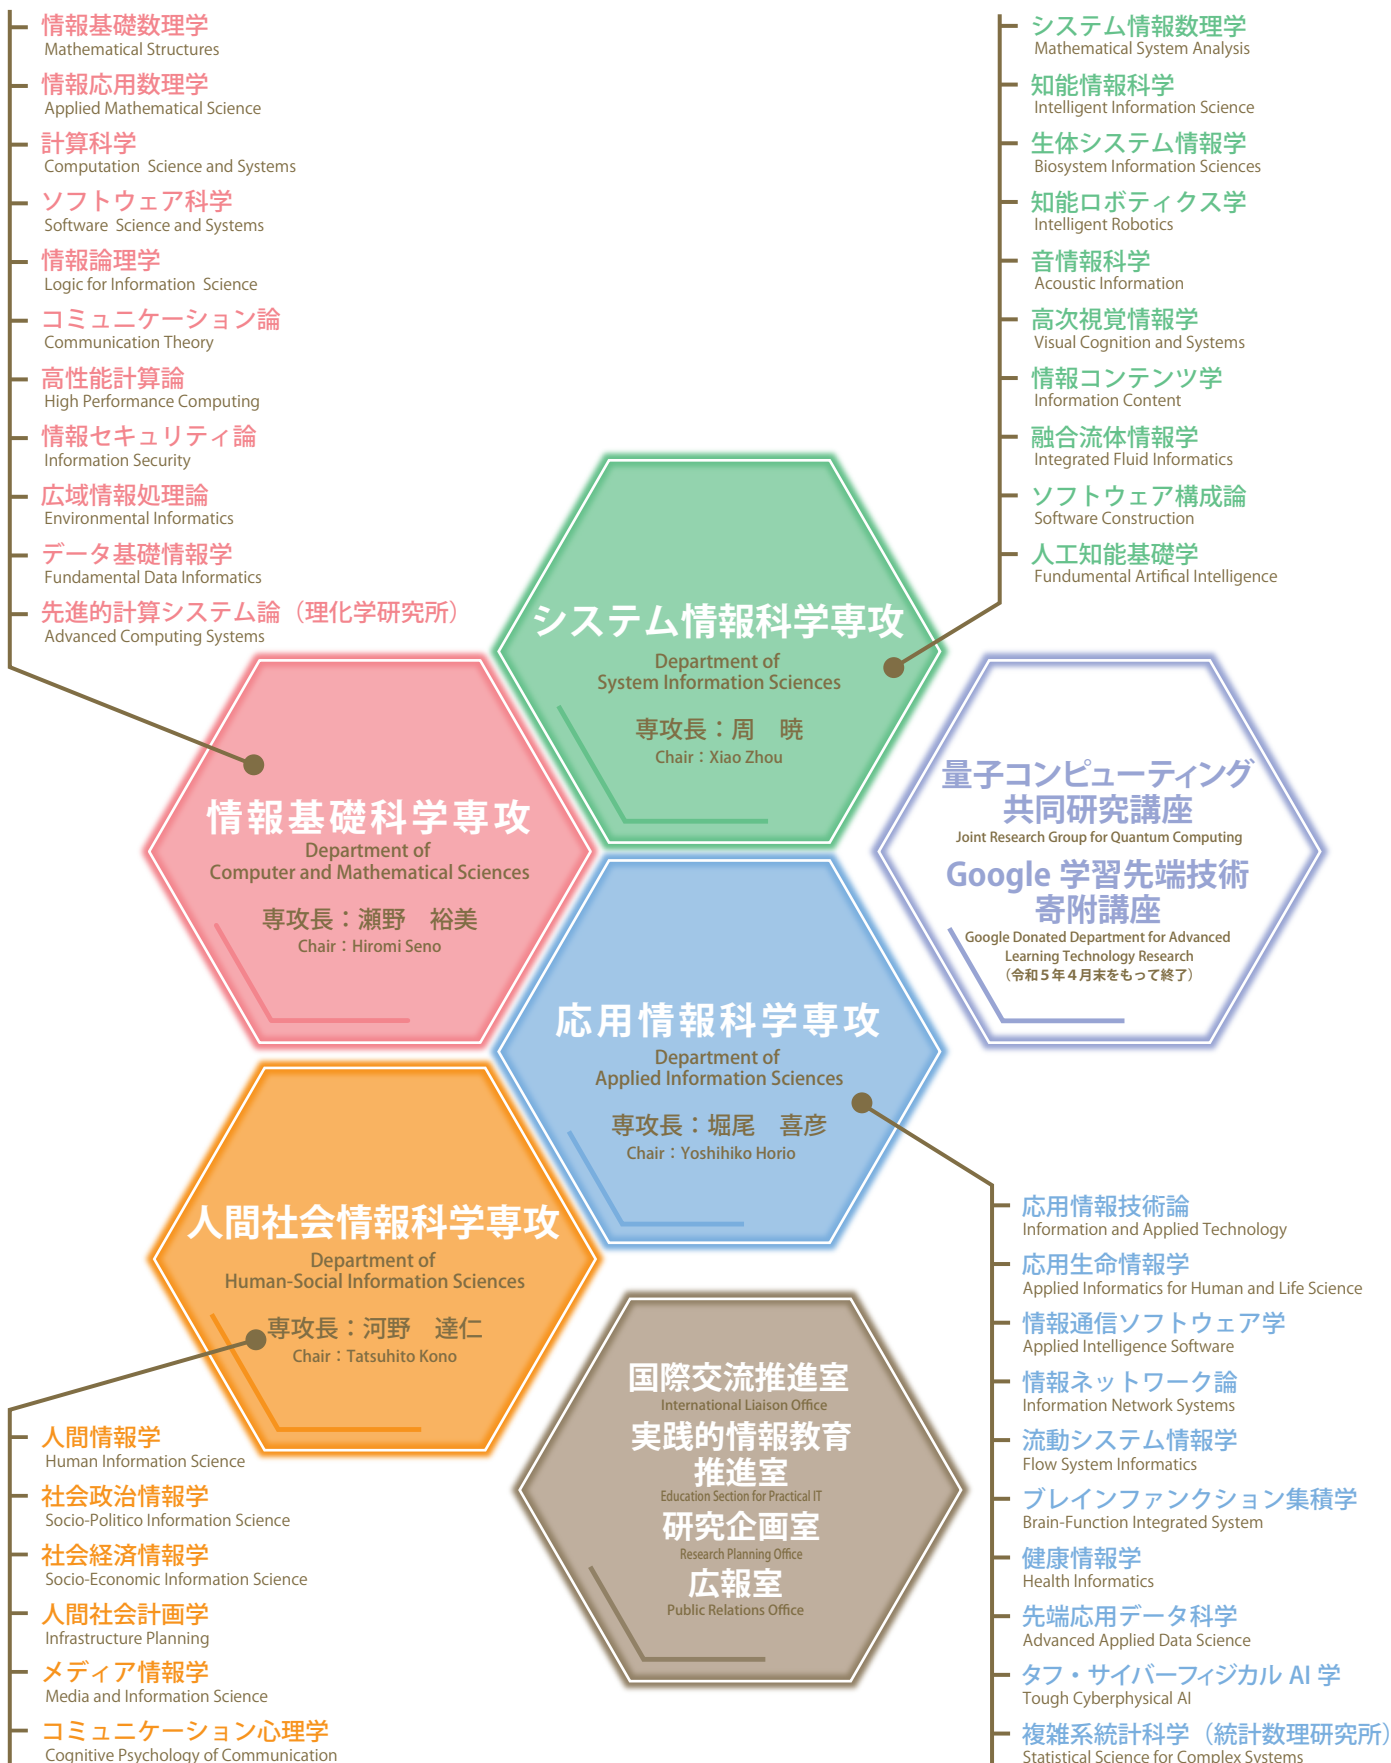 情報基礎数理学
Mathematical Structures
情報応用数理学
Applied Mathematical Science
計算科学
Computation Science and Systems
ソフトウェア科学
Software Science and Systems
情報論理学
Logic for Information Science
コミュニケーション論
Communication Theory
高性能計算論
High Performance Computing
情報セキュリティ論
Information Security
広域情報処理論
Environmental Informatics
データ基礎情報学
Fundamental Data Informatics
先進的計算システム論（理化学研究所）
Advanced Computing Systems
システム情報数理学
Mathematical System Analysis
知能情報科学
Intelligent Information Science
生体システム情報学
Biosystem Information Sciences
知能ロボティクス学
Intelligent Robotics
音情報科学
Acoustic Information
高次視覚情報学
Visual Cognition and Systems
情報コンテンツ学
Information Content
融合流体情報学
Integrated Fluid Informatics
ソフトウェア構成論
Software Construction
人工知能基礎学
Fundumental Artifical Intelligence
システム情報科学専攻
Department of
System Information Sciences
専攻長：周　暁
Chair：Xiao Zhou
情報基礎科学専攻
Department of
Computer and Mathematical Sciences
専攻長：瀬野　裕美
Chair：Hiromi Seno
量子コンピューティング
共同研究講座
Joint Research Group for Quantum Computing
Google 学習先端技術
寄附講座
Google Donated Department for Advanced
Learning Technology Research
（令和５年４月末をもって終了）
応用情報科学専攻
Department of
Applied Information Sciences
専攻長：堀尾　喜彦
Chair：Yoshihiko Horio
人間社会情報科学専攻
Department of
Human-Social Information Sciences
専攻長：河野　達仁
Chair：Tatsuhito Kono
国際交流推進室
International Liaison Office
実践的情報教育
推進室
Education Section for Practical IT
研究企画室
Research Planning Office
広報室
Public Relations Office
人間情報学
Human Information Science
社会政治情報学
Socio-Politico Information Science
社会経済情報学
Socio-Economic Information Science
人間社会計画学
Infrastructure Planning
メディア情報学
Media and Information Science
コミュニケーション心理学
Cognitive Psychology of Communication
応用情報技術論
Information and Applied Technology
応用生命情報学
Applied Informatics for Human and Life Science
情報通信ソフトウェア学
Applied Intelligence Software
情報ネットワーク論
Information Network Systems
流動システム情報学
Flow System Informatics
ブレインファンクション集積学
Brain-Function Integrated System
健康情報学
Health Informatics
先端応用データ科学
Advanced Applied Data Science
タフ・サイバーフィジカル AI 学
Tough Cyberphysical AI
複雑系統計科学（統計数理研究所）
Statistical Science for Complex Systems